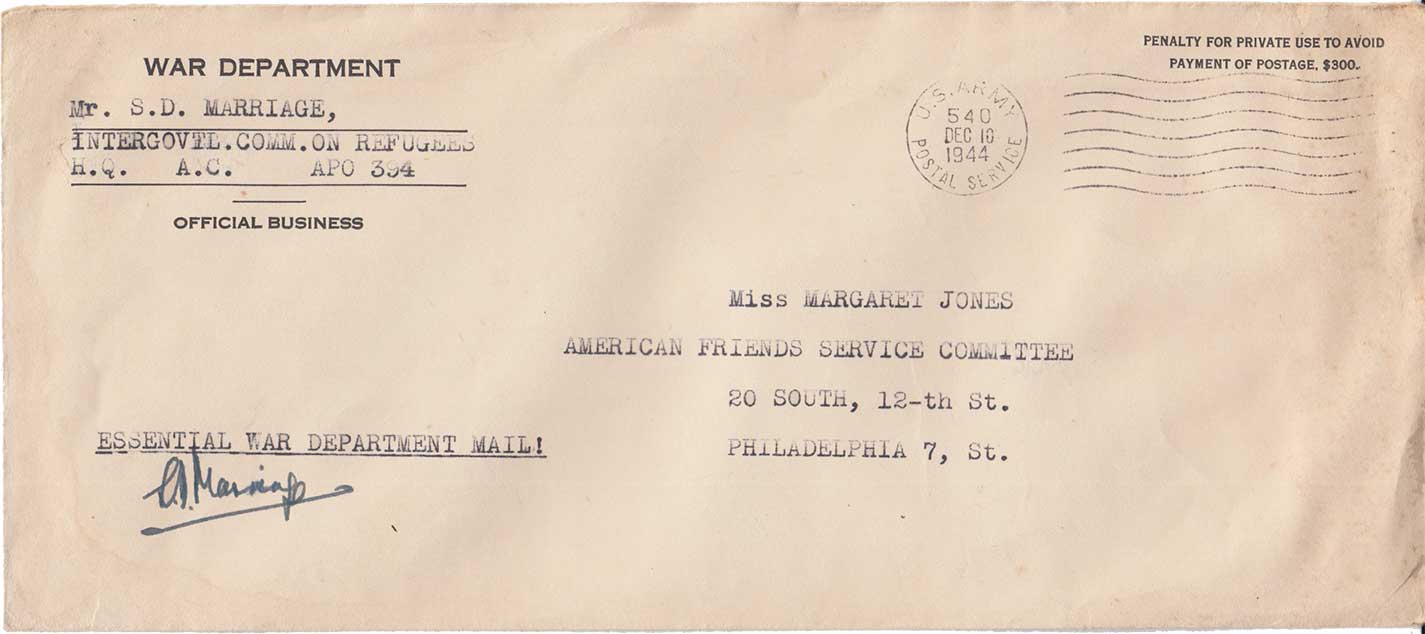 WAR DEPARTMENT
Mr. S.D. MARRIAGE,
INTERGOVTL.COMM.ON REFUGEES
H.Q. A.C. APO 394
OFFICIAL BUSINESS
PENALTY FOR PRIVATE USE TO AVOID
PAYMENT OF POSTAGE, $300.
U.S. ARMY
540
DEC 10
1944
POSTAL SERVICE
Miss MARGARET JONES
AMERICAN FRIENDS SERVICE COMMITTEE
20 SOUTH, 12-th St.
PHILADELPHIA 7, St.
ESSENTIAL WAR DEPARTMENT MAIL!
S.D. Marriage